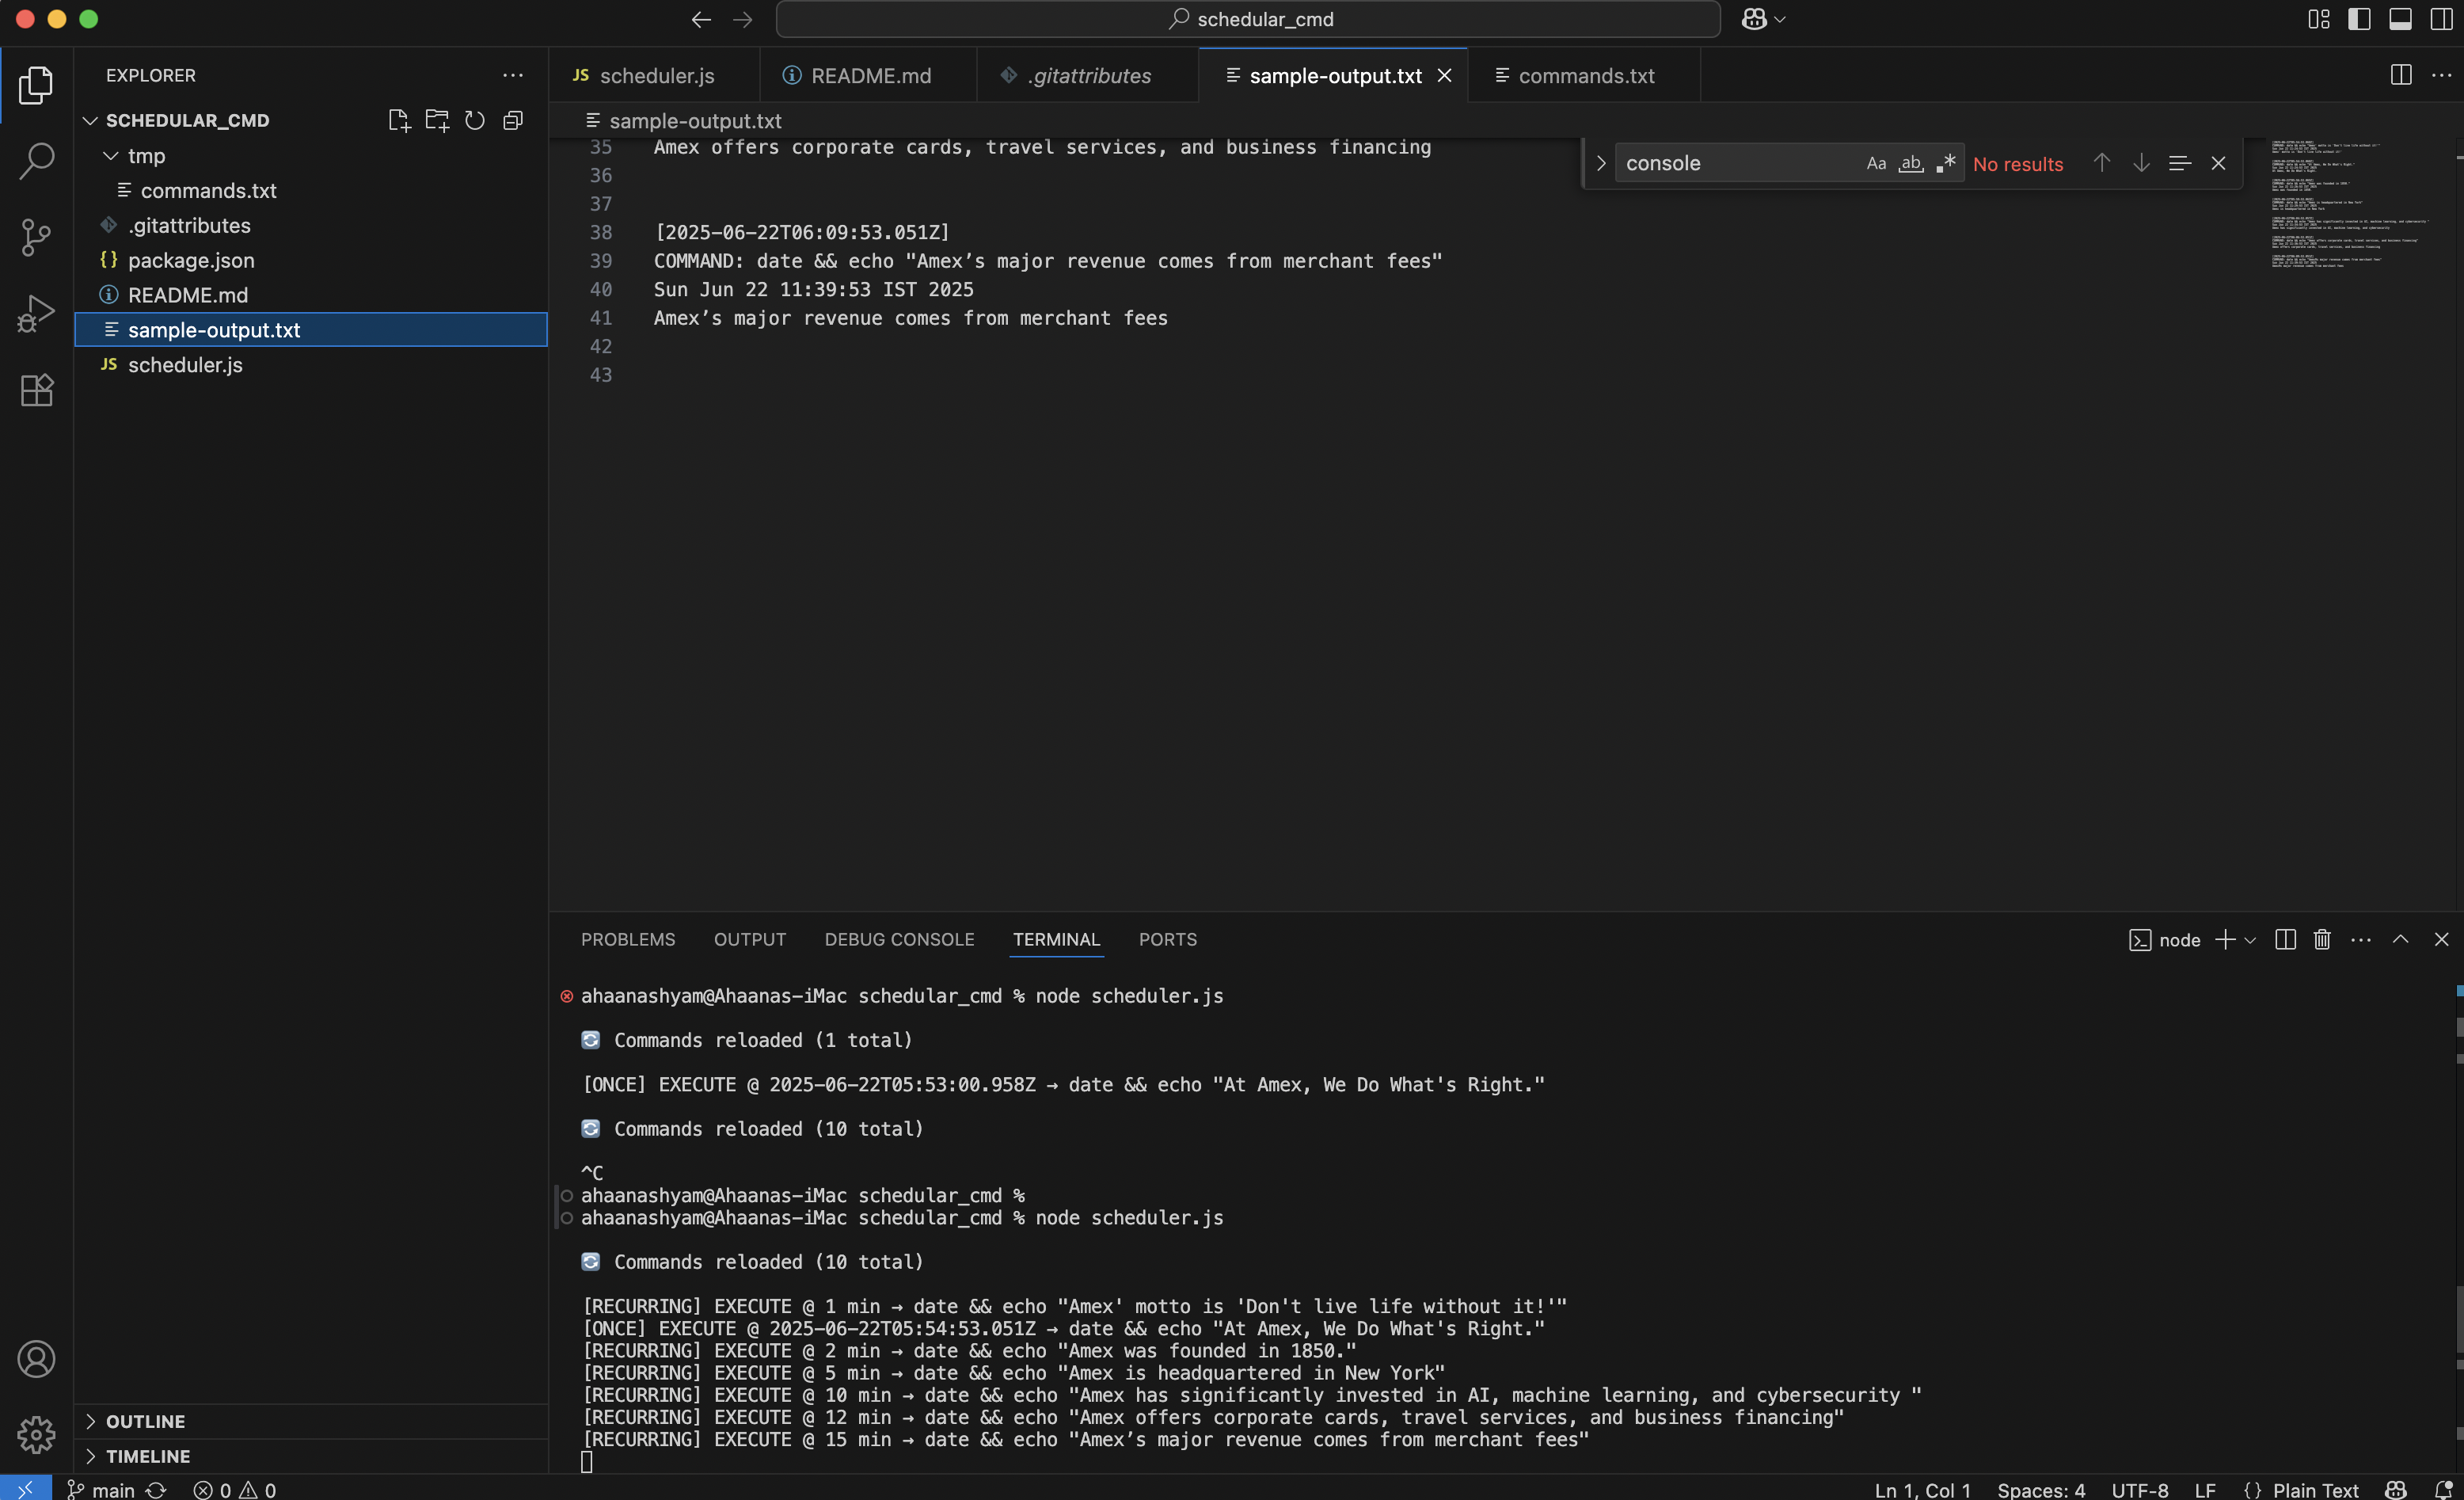 schedular_cmd
EXPLORER
SCHEDULAR_CMD
tmp
commands.txt
.gitattributes
{} package.json
README.md
sample-output.txt
JS scheduler.js
OUTLINE
TIMELINE
JS scheduler.js
README.md
.gitattributes
sample-output.txt
commands.txt
sample-output.txt
console
Aa
ab
.*
No results
35 Amex offers corporate cards, travel services, and business financing
36
37
38 [2025-06-22T06:09:53.051Z]
39 COMMAND: date && echo "Amex’s major revenue comes from merchant fees"
40 Sun Jun 22 11:39:53 IST 2025
41 Amex’s major revenue comes from merchant fees
42
43
PROBLEMS OUTPUT DEBUG CONSOLE TERMINAL PORTS
node
ahaanashyam@Ahaanas-iMac schedular_cmd % node scheduler.js
Commands reloaded (1 total)
[ONCE] EXECUTE @ 2025-06-22T05:53:00.958Z → date && echo "At Amex, We Do What's Right."
Commands reloaded (10 total)
^C
ahaanashyam@Ahaanas-iMac schedular_cmd %
ahaanashyam@Ahaanas-iMac schedular_cmd % node scheduler.js
Commands reloaded (10 total)
[RECURRING] EXECUTE @ 1 min → date && echo "Amex' motto is 'Don't live life without it!'"
[ONCE] EXECUTE @ 2025-06-22T05:54:53.051Z → date && echo "At Amex, We Do What's Right."
[RECURRING] EXECUTE @ 2 min → date && echo "Amex was founded in 1850."
[RECURRING] EXECUTE @ 5 min → date && echo "Amex is headquartered in New York"
[RECURRING] EXECUTE @ 10 min → date && echo "Amex has significantly invested in AI, machine learning, and cybersecurity "
[RECURRING] EXECUTE @ 12 min → date && echo "Amex offers corporate cards, travel services, and business financing"
[RECURRING] EXECUTE @ 15 min → date && echo "Amex’s major revenue comes from merchant fees"
main 0 0
Ln 1, Col 1 Spaces: 4 UTF-8 LF {} Plain Text